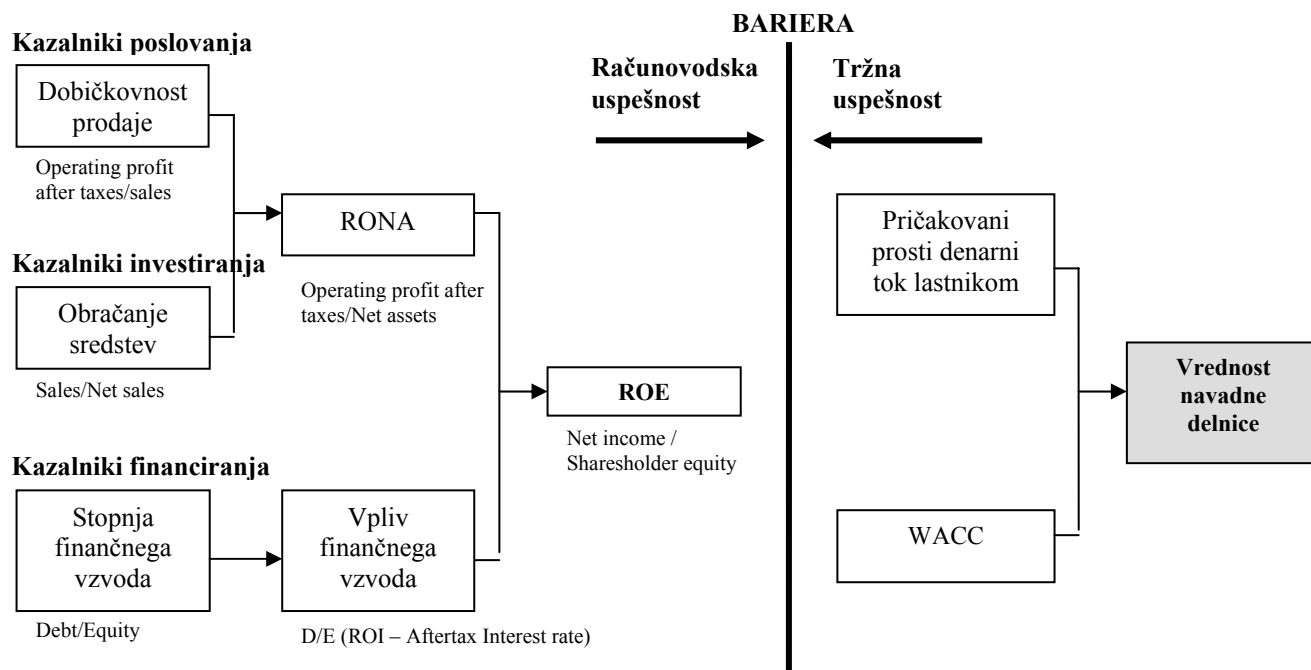 BARIERA
Kazalniki poslovanja
Dobičkovnost
prodaje
Operating profit
after taxes/sales
Kazalniki investiranja
Obračanje
sredstev
Sales/Net sales
Kazalniki financiranja
Stopnja
finančnega
vzvoda
Debt/Equity
RONA
Operating profit after
taxes/Net assets
Vpliv
finančnega
vzvoda
D/E (ROI – Aftertax Interest rate)
ROE
Net income /
Sharesholder equity
Računovodska
uspešnost
Tržna
uspešnost
Pričakovani
prosti denarni
tok lastnikom
WACC
Vrednost
navadne
delnice